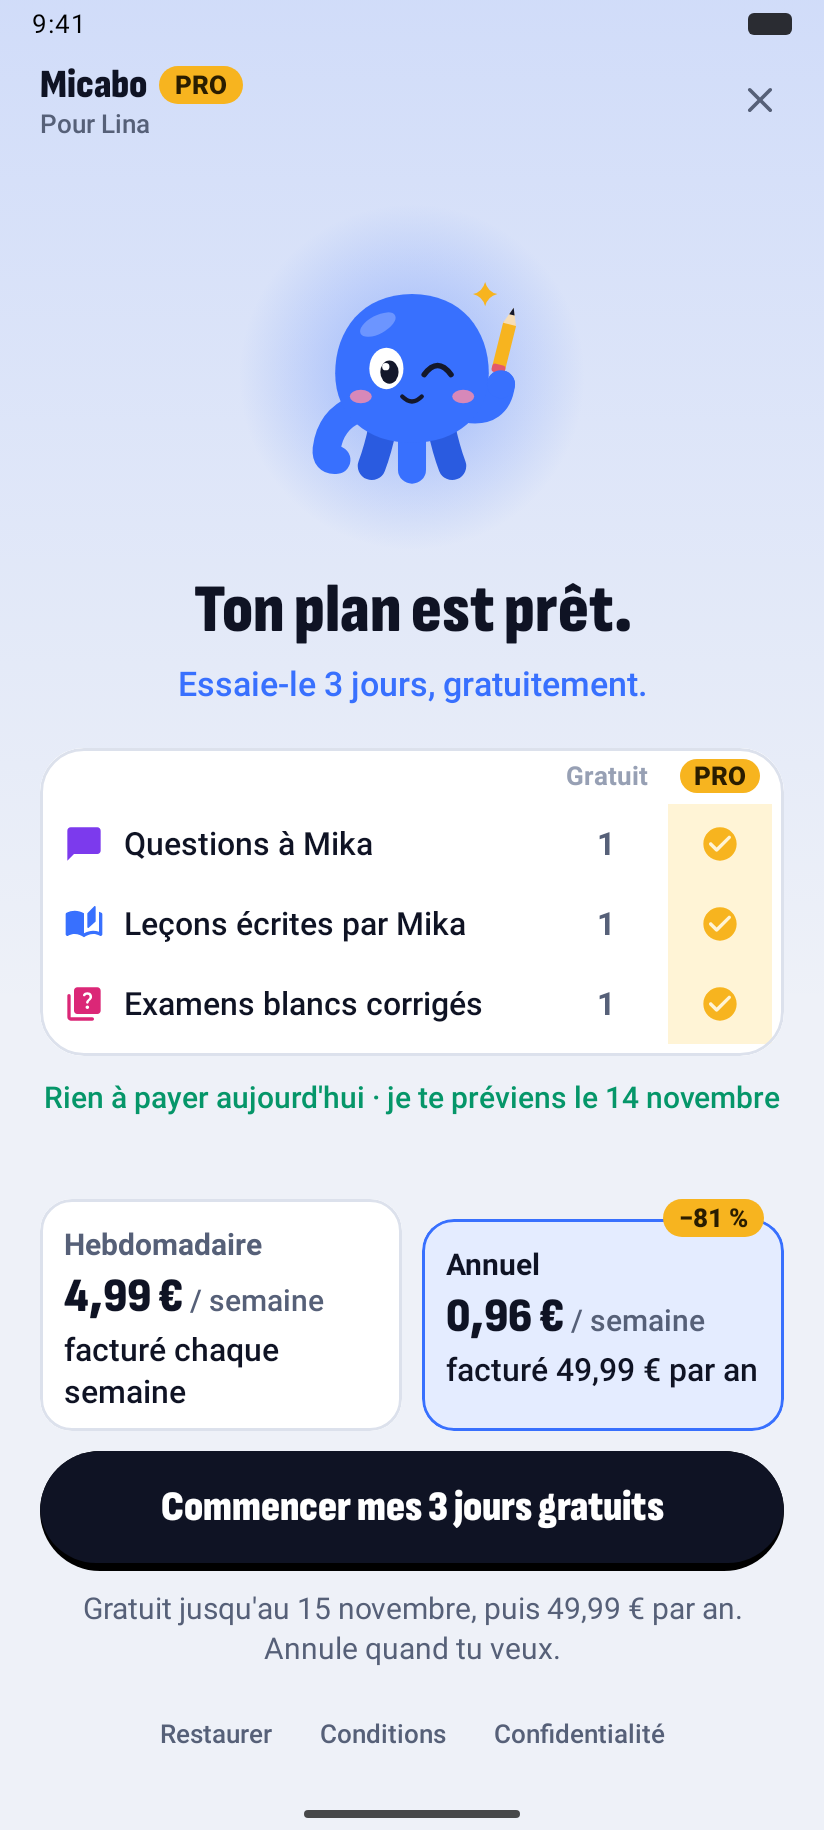 9:41
Micabo PRO
Pour Lina
Ton plan est prêt.
Essaie-le 3 jours, gratuitement.
Gratuit PRO
Questions à Mika 1
Leçons écrites par Mika 1
? Examens blancs corrigés 1
Rien à payer aujourd'hui · je te préviens le 14 novembre
Hebdomadaire
4,99 € / semaine
facturé chaque
semaine
−81 %
Annuel
0,96 € / semaine
facturé 49,99 € par an
Commencer mes 3 jours gratuits
Gratuit jusqu'au 15 novembre, puis 49,99 € par an.
Annule quand tu veux.
Restaurer Conditions Confidentialité